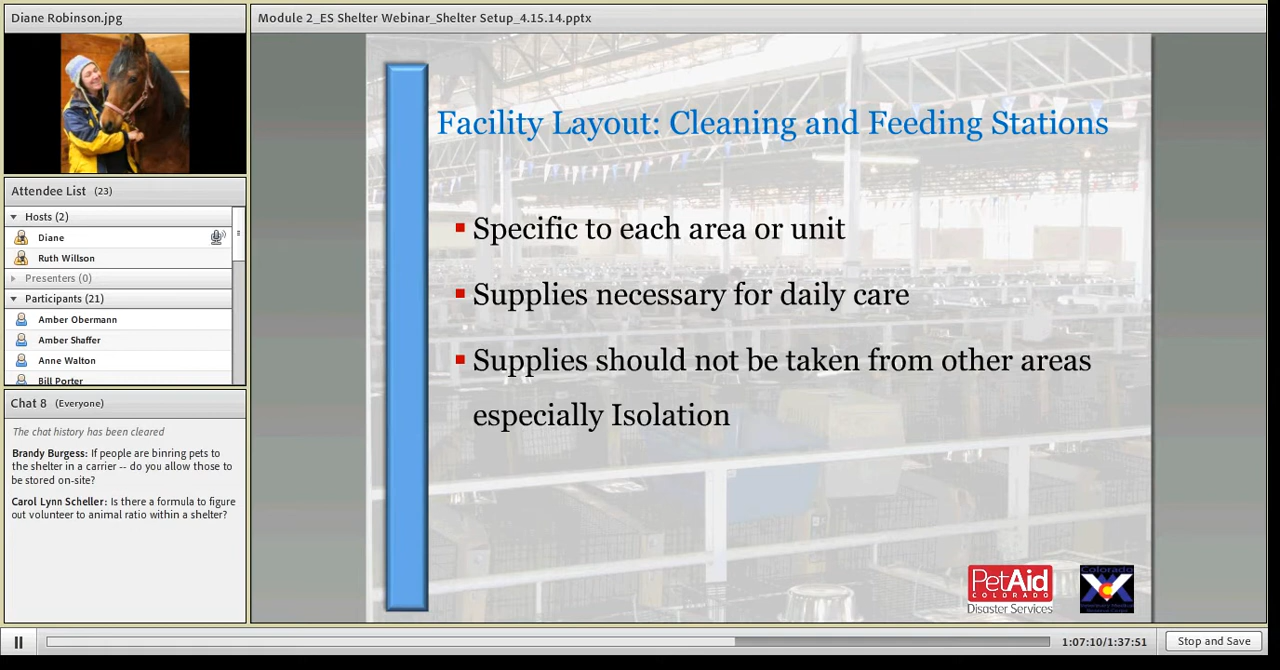 Diane Robinson.jpg
Module 2_ES Shelter Webinar_Shelter Setup_4.15.14.pptx
Attendee List (23)
Hosts (2)
Diane
Ruth Willson
Presenters (0)
Participants (21)
Amber Obermann
Amber Shaffer
Anne Walton
Bill Porter
Chat 8 (Everyone)
The chat history has been cleared
Brandy Burgess: If people are binring pets to
the shelter in a carrier -- do you allow those to
be stored on-site?
Carol Lynn Scheller: Is there a formula to figure
out volunteer to animal ratio within a shelter?
Facility Layout: Cleaning and Feeding Stations
Specific to each area or unit
Supplies necessary for daily care
Supplies should not be taken from other areas
especially Isolation
PetAid
COLORADO
Disaster Services
Colorado
1:07:10/1:37:51
Stop and Save